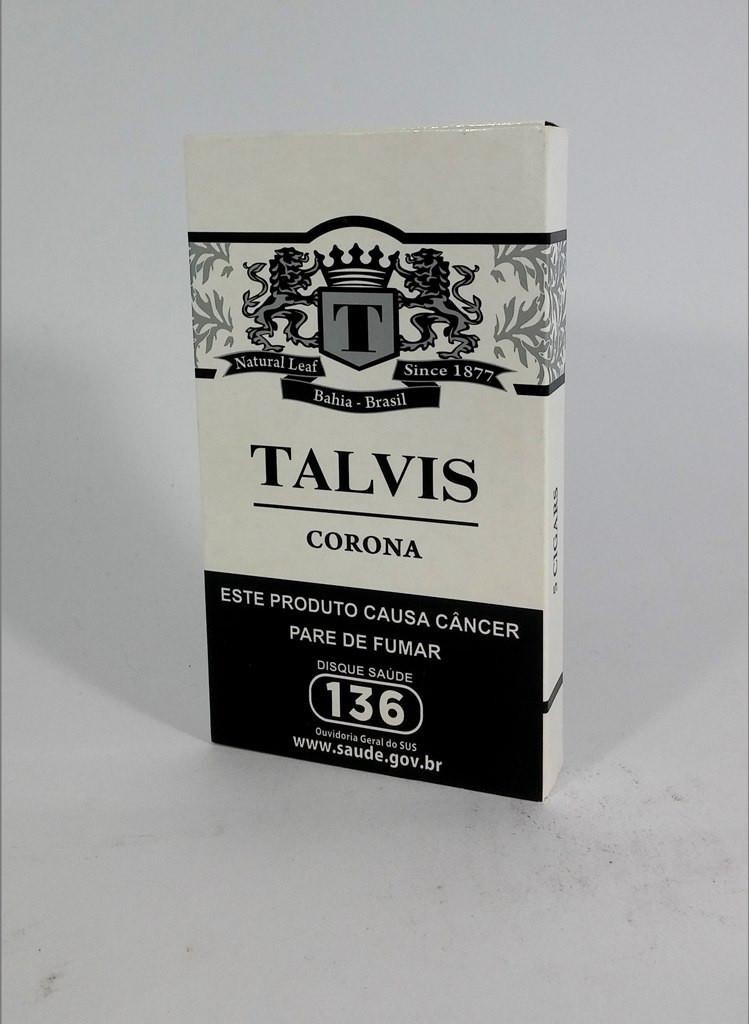 T
Natural Leaf
Since 1877
Bahia - Brasil
TALVIS
CORONA
5 CIGARS
ESTE PRODUTO CAUSA CÂNCER
PARE DE FUMAR
DISQUE SAÚDE
136
Ouvidoria Geral do SUS
www.saude.gov.br